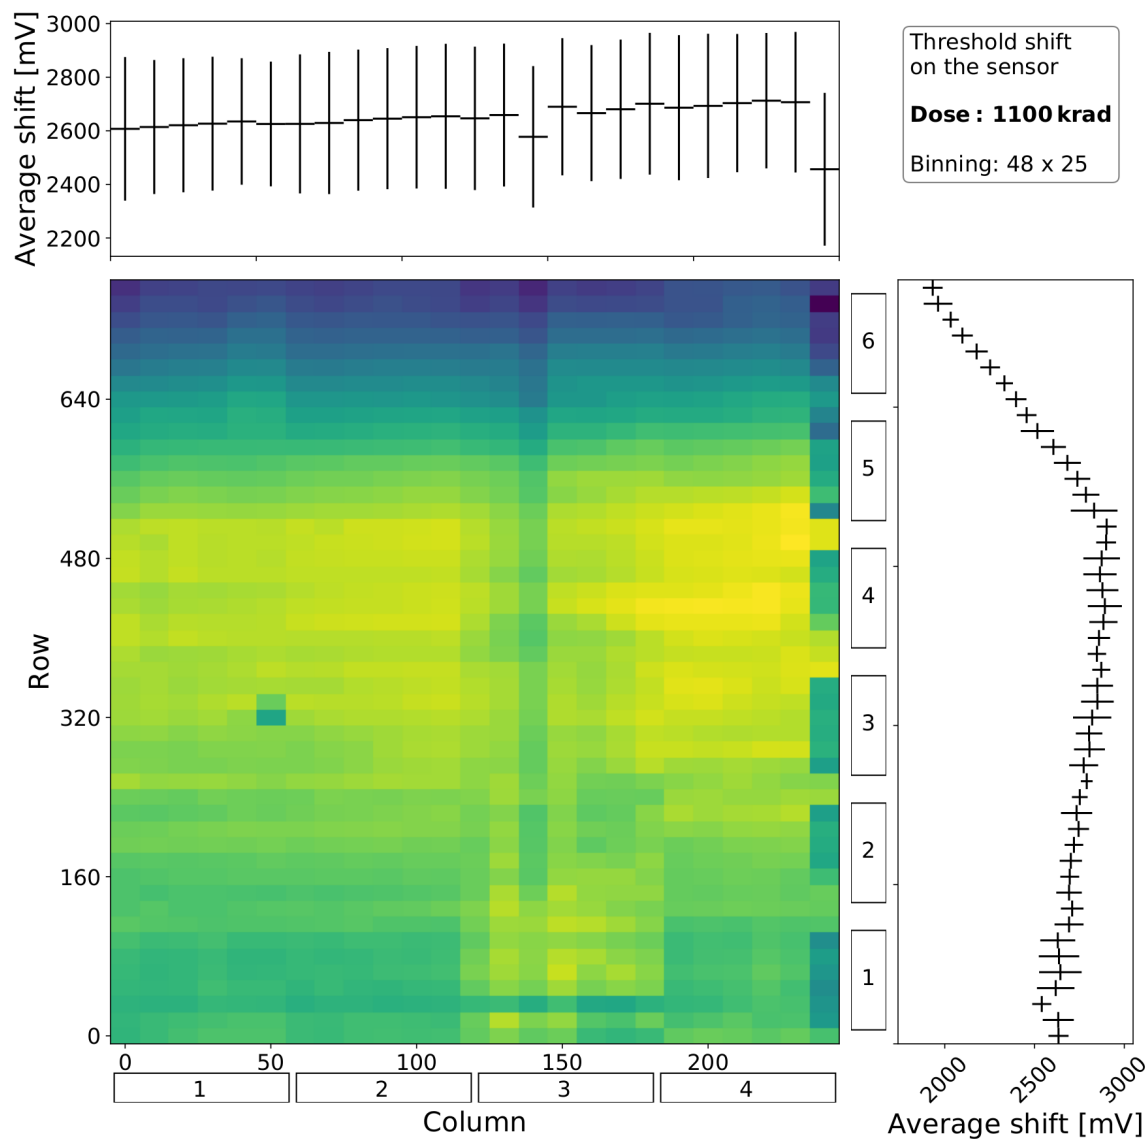 3000
2800
2600
2400
2200
Average shift [mV]
Threshold shift
on the sensor
Dose : 1100 krad
Binning: 48 x 25
640
480
320
160
0
Row
6
5
4
3
2
1
0 50 100 150 200
1 2 3 4
Column
2000 2500 3000
Average shift [mV]